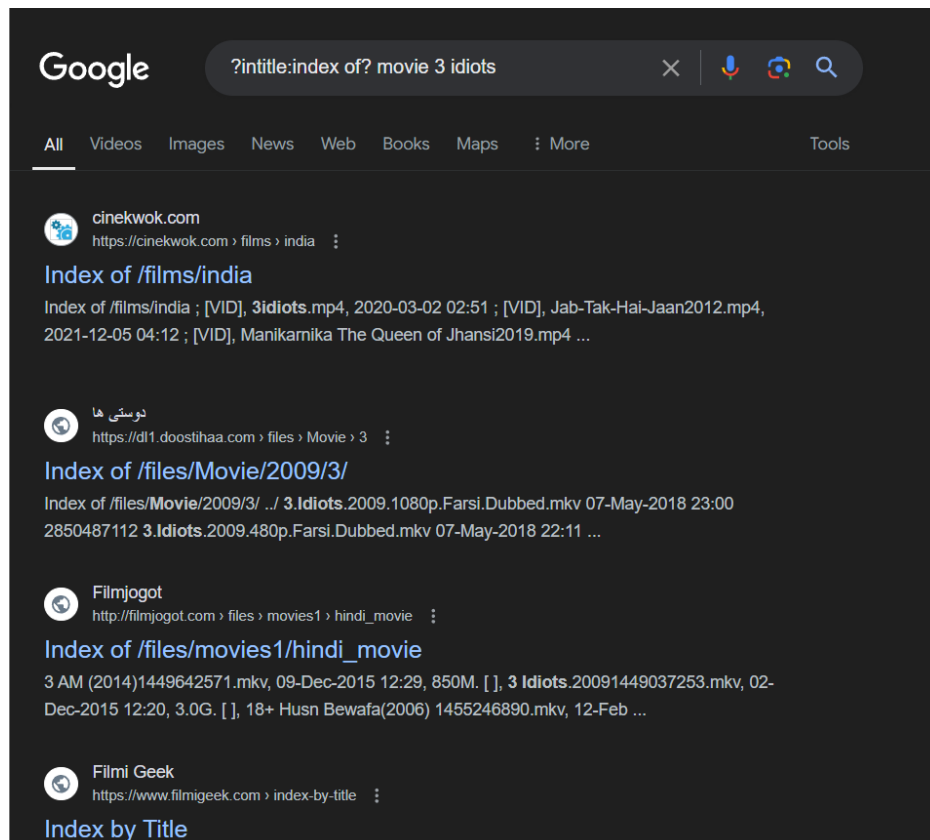 Google
?intitle:index of? movie 3 idiots
All Videos Images News Web Books Maps More Tools
cinekwok.com
https://cinekwok.com › films › india
Index of /films/india
Index of /films/india ; [VID], 3idiots.mp4, 2020-03-02 02:51 ; [VID], Jab-Tak-Hai-Jaan2012.mp4,
2021-12-05 04:12 ; [VID], Manikarnika The Queen of Jhansi2019.mp4 ...
دوستی ها
https://dl1.doostihaa.com › files › Movie › 3
Index of /files/Movie/2009/3/
Index of /files/Movie/2009/3/ ../ 3.Idiots.2009.1080p.Farsi.Dubbed.mkv 07-May-2018 23:00
2850487112 3.Idiots.2009.480p.Farsi.Dubbed.mkv 07-May-2018 22:11 ...
Filmjogot
http://filmjogot.com › files › movies1 › hindi_movie
Index of /files/movies1/hindi_movie
3 AM (2014)1449642571.mkv, 09-Dec-2015 12:29, 850M. [ ], 3 Idiots.20091449037253.mkv, 02-
Dec-2015 12:20, 3.0G. [ ], 18+ Husn Bewafa(2006) 1455246890.mkv, 12-Feb ...
Filmi Geek
https://www.filmigeek.com › index-by-title
Index by Title